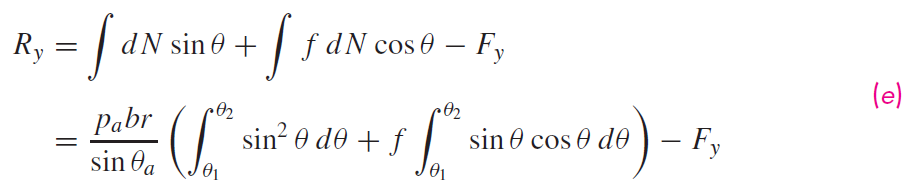 R_y = ∫ dN sin θ + ∫ f dN cos θ − F_y
(e)
= p_a br / sin θ_a ( ∫_{θ_1}^{θ_2} sin² θ dθ + f ∫_{θ_1}^{θ_2} sin θ cos θ dθ ) − F_y